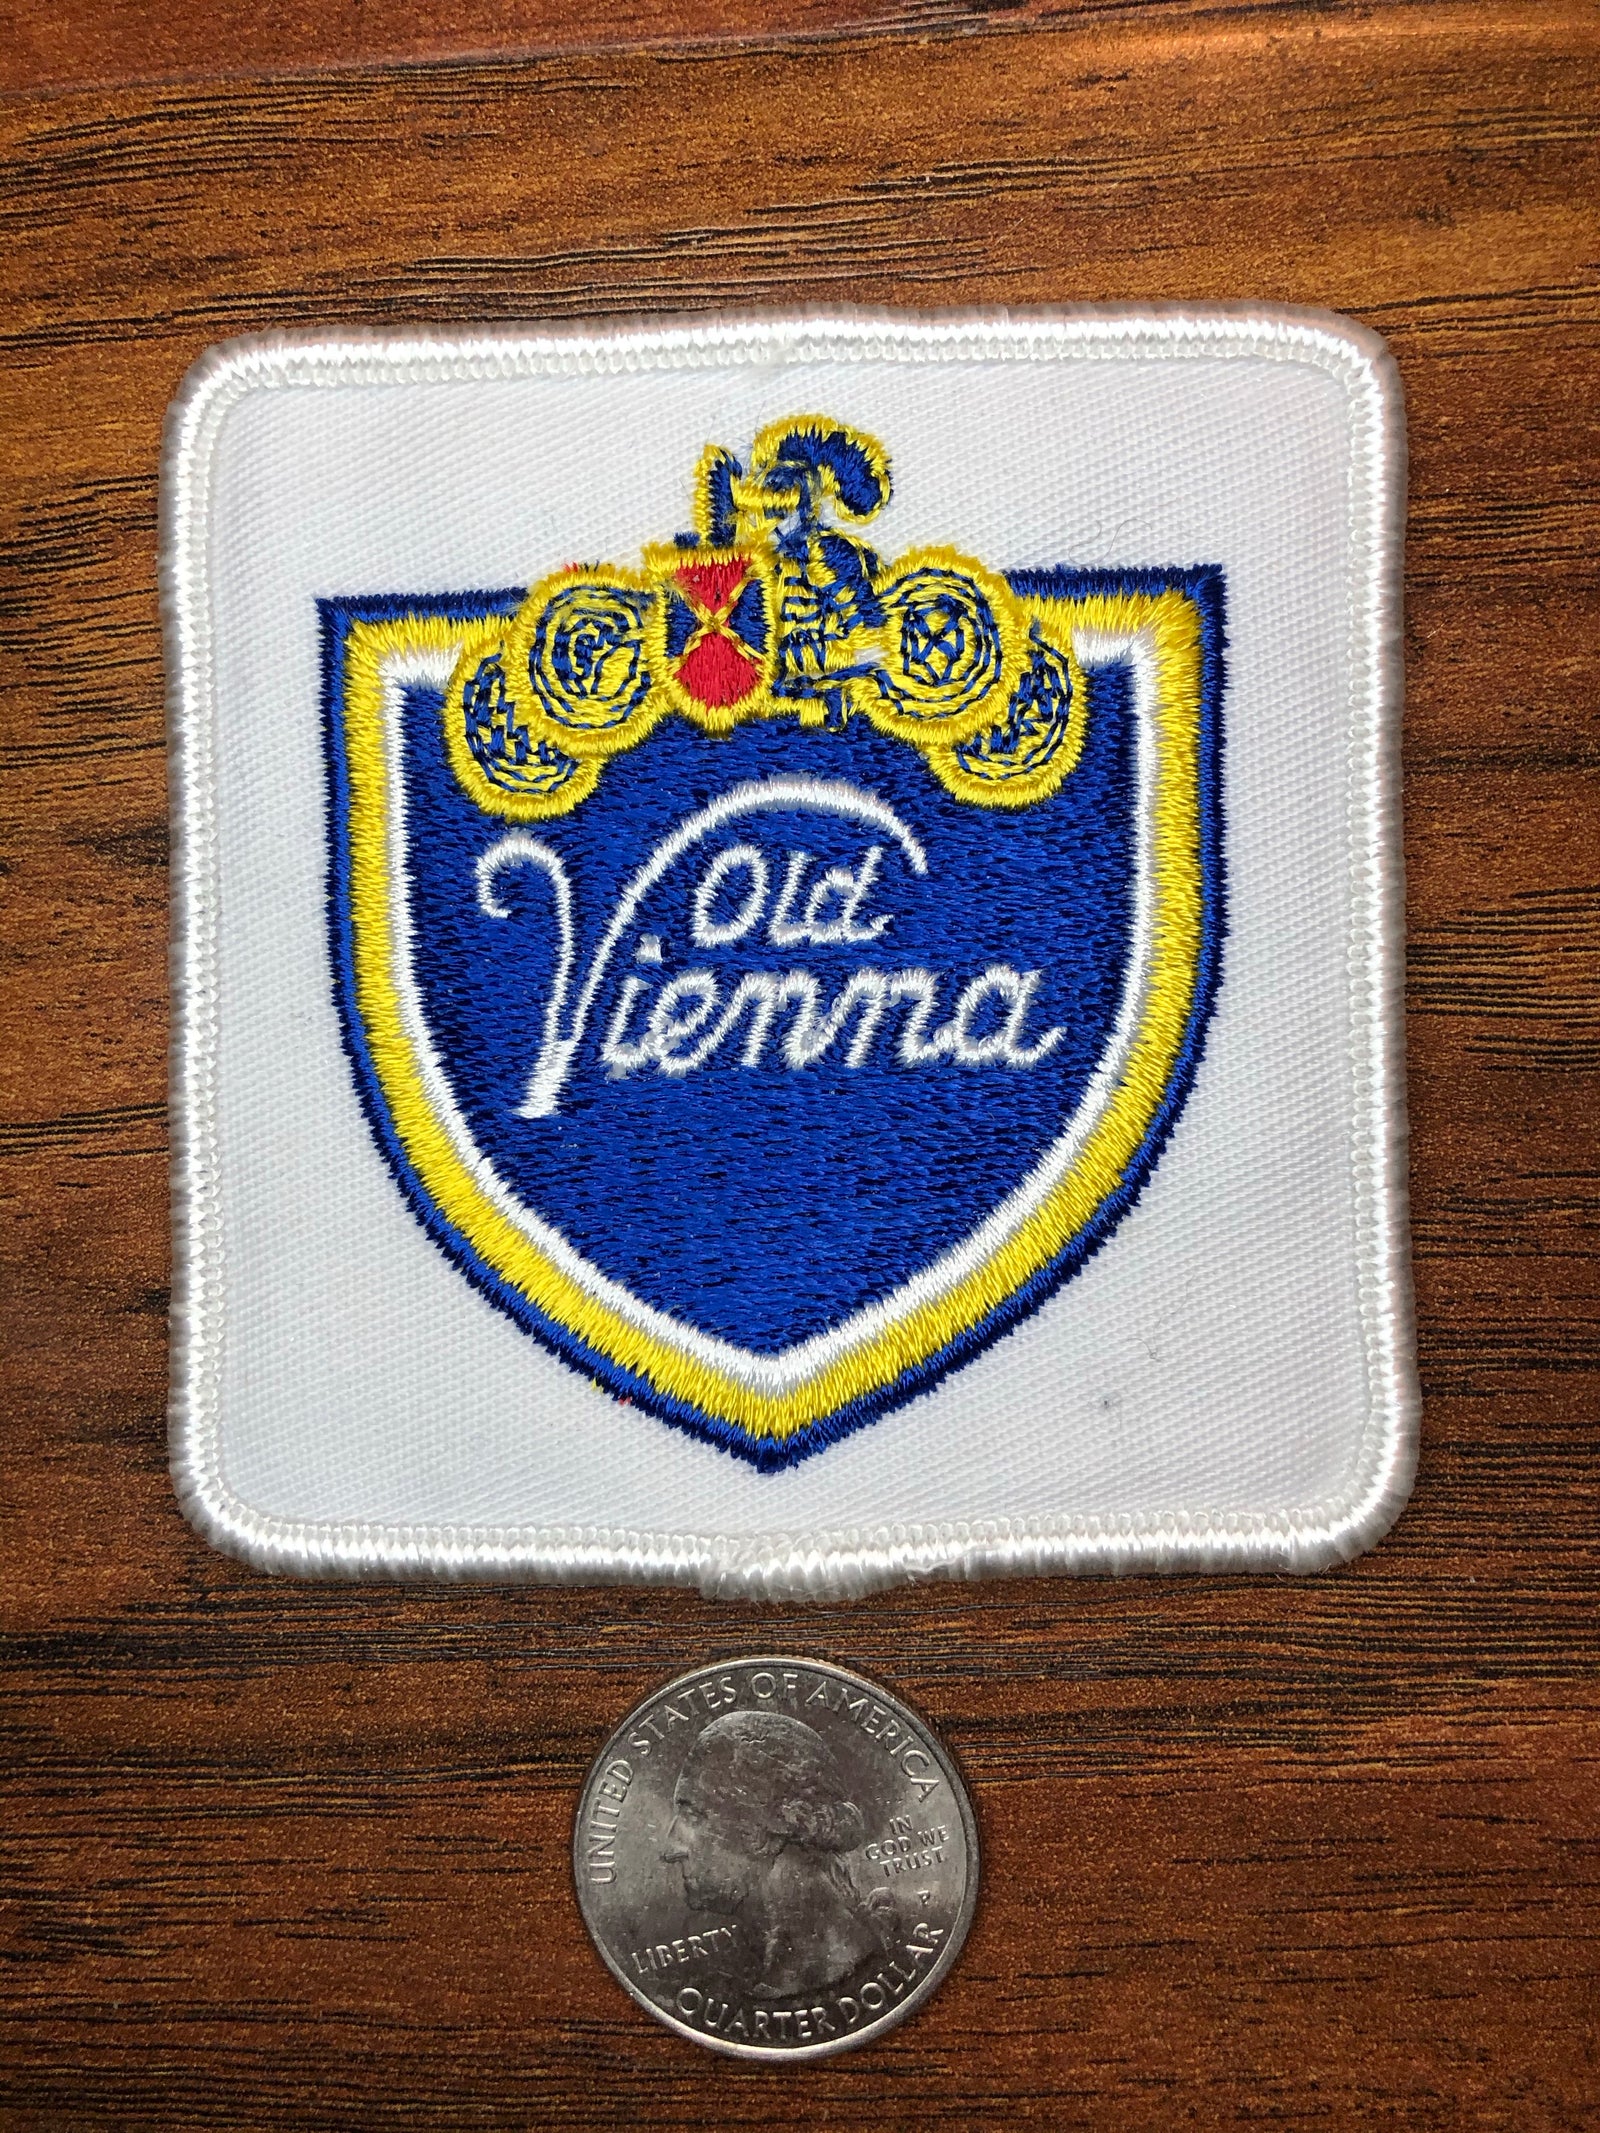 Old
Vienna
UNITED STATES OF AMERICA
IN
GOD WE
TRUST
P
LIBERTY
QUARTER DOLLAR